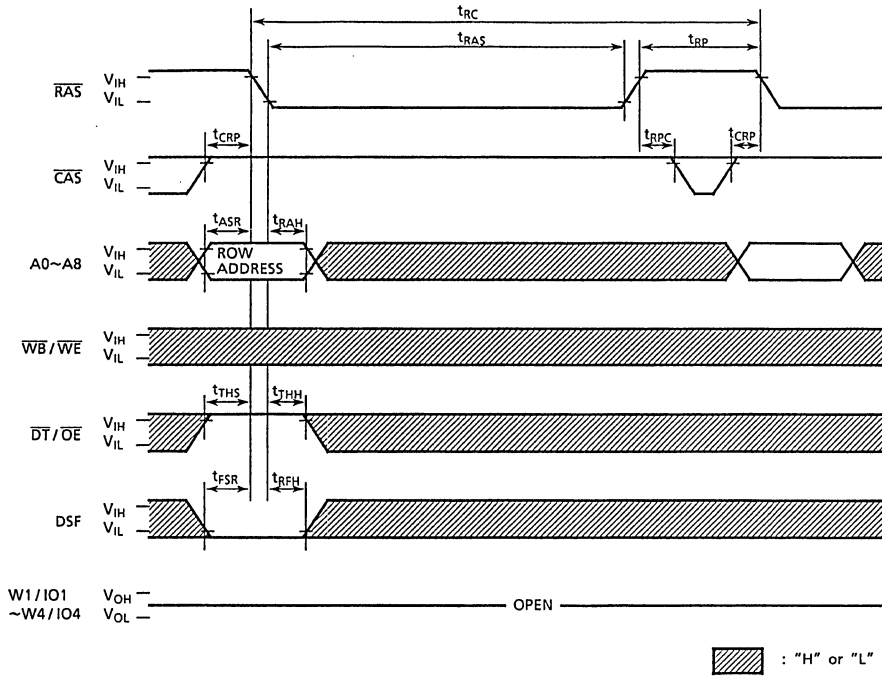 tRC
tRAS
tRP
RAS
VIH
VIL
tCRP
tRPC
tCRP
CAS
VIH
VIL
tASR
tRAH
A0~A8
VIH
VIL
ROW
ADDRESS
WB/WE
VIH
VIL
tTHS
tTHH
DT/OE
VIH
VIL
tFSR
tRFH
DSF
VIH
VIL
W1/IO1
~W4/IO4
VOH
VOL
OPEN
: "H" or "L"